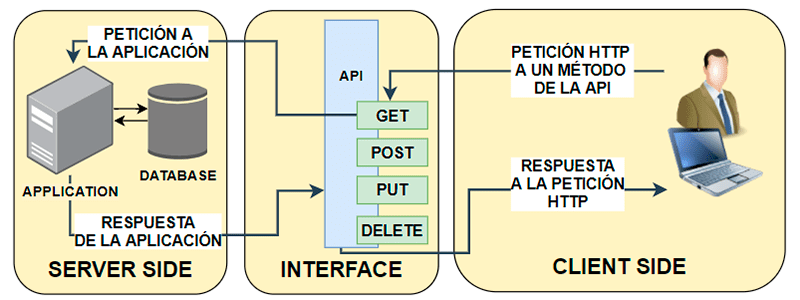 PETICIÓN A
LA APLICACIÓN
APPLICATION
DATABASE
RESPUESTA
DE LA APLICACIÓN
SERVER SIDE
API
GET
POST
PUT
DELETE
INTERFACE
PETICIÓN HTTP
A UN MÉTODO
DE LA API
RESPUESTA
A LA PETICIÓN
HTTP
CLIENT SIDE